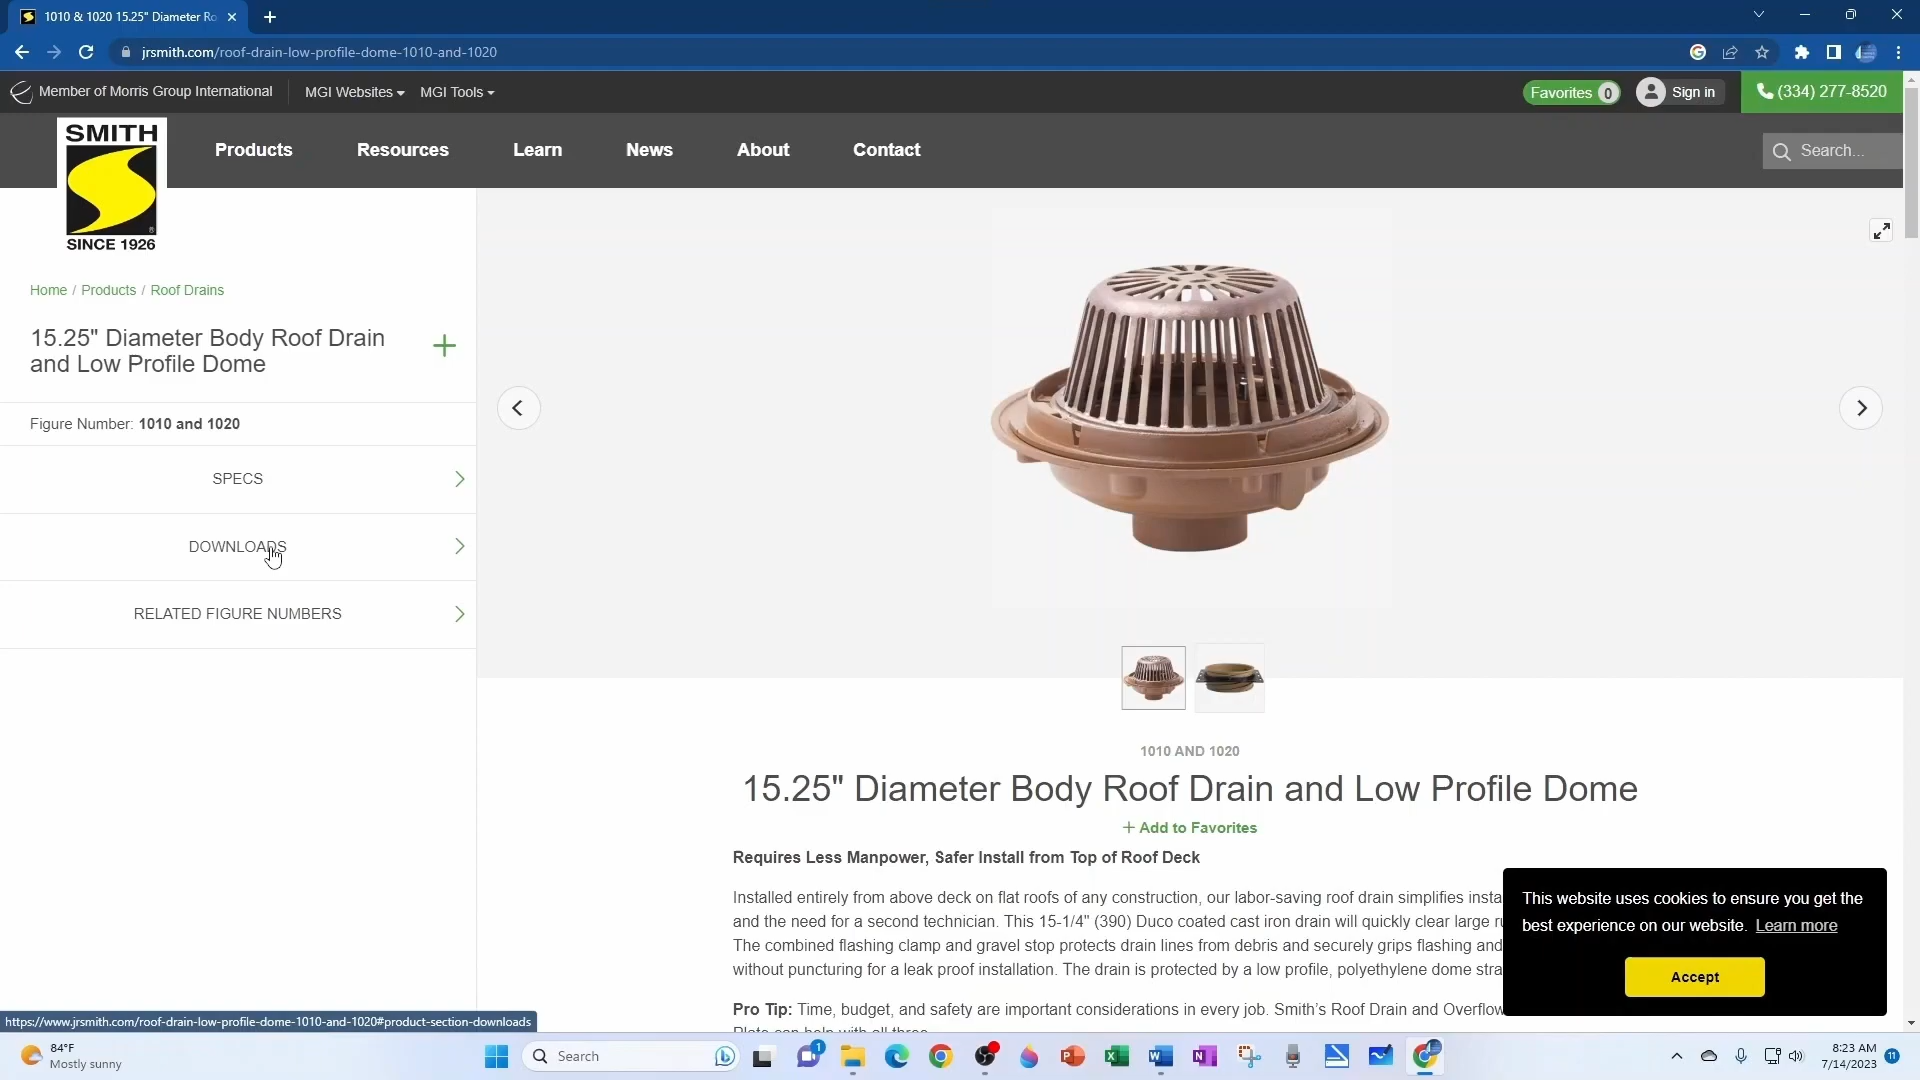 1010 & 1020 15.25" Diameter Ro
jrsmith.com/roof-drain-low-profile-dome-1010-and-1020
Member of Morris Group International
MGI Websites
MGI Tools
Favorites 0
Sign in
(334) 277-8520
SMITH
SINCE 1926
Products
Resources
Learn
News
About
Contact
Search...
Home / Products / Roof Drains
15.25" Diameter Body Roof Drain
and Low Profile Dome
Figure Number: 1010 and 1020
SPECS
DOWNLOADS
RELATED FIGURE NUMBERS
1010 AND 1020
15.25" Diameter Body Roof Drain and Low Profile Dome
+ Add to Favorites
Requires Less Manpower, Safer Install from Top of Roof Deck
Installed entirely from above deck on flat roofs of any construction, our labor-saving roof drain simplifies insta
and the need for a second technician. This 15-1/4" (390) Duco coated cast iron drain will quickly clear large ru
The combined flashing clamp and gravel stop protects drain lines from debris and securely grips flashing and
without puncturing for a leak proof installation. The drain is protected by a low profile, polyethylene dome stra
Pro Tip: Time, budget, and safety are important considerations in every job. Smith's Roof Drain and Overflow
Plate can help with all three
This website uses cookies to ensure you get the
best experience on our website. Learn more
Accept
https://www.jrsmith.com/roof-drain-low-profile-dome-1010-and-1020#product-section-downloads
84°F
Mostly sunny
Search
1
8:23 AM
7/14/2023
11